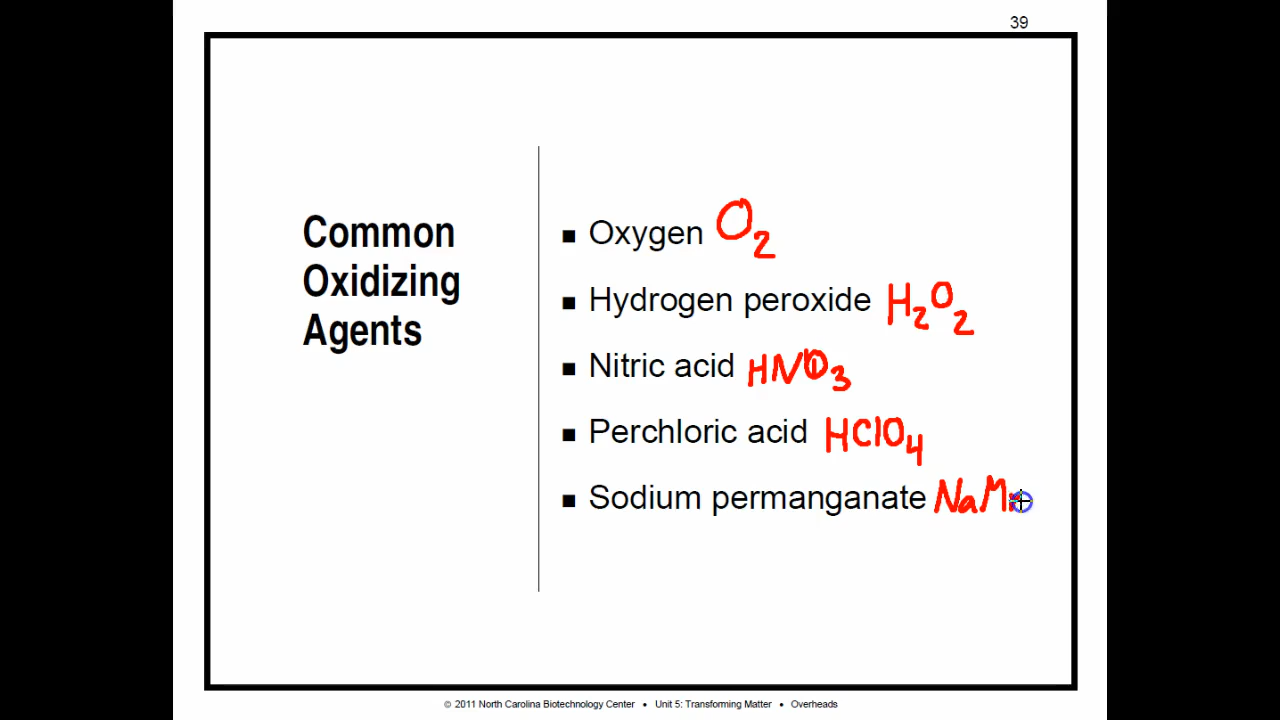 39
Common
Oxidizing
Agents
■ Oxygen O2
■ Hydrogen peroxide H2O2
■ Nitric acid HNO3
■ Perchloric acid HClO4
■ Sodium permanganate NaMn
© 2011 North Carolina Biotechnology Center • Unit 5: Transforming Matter • Overheads